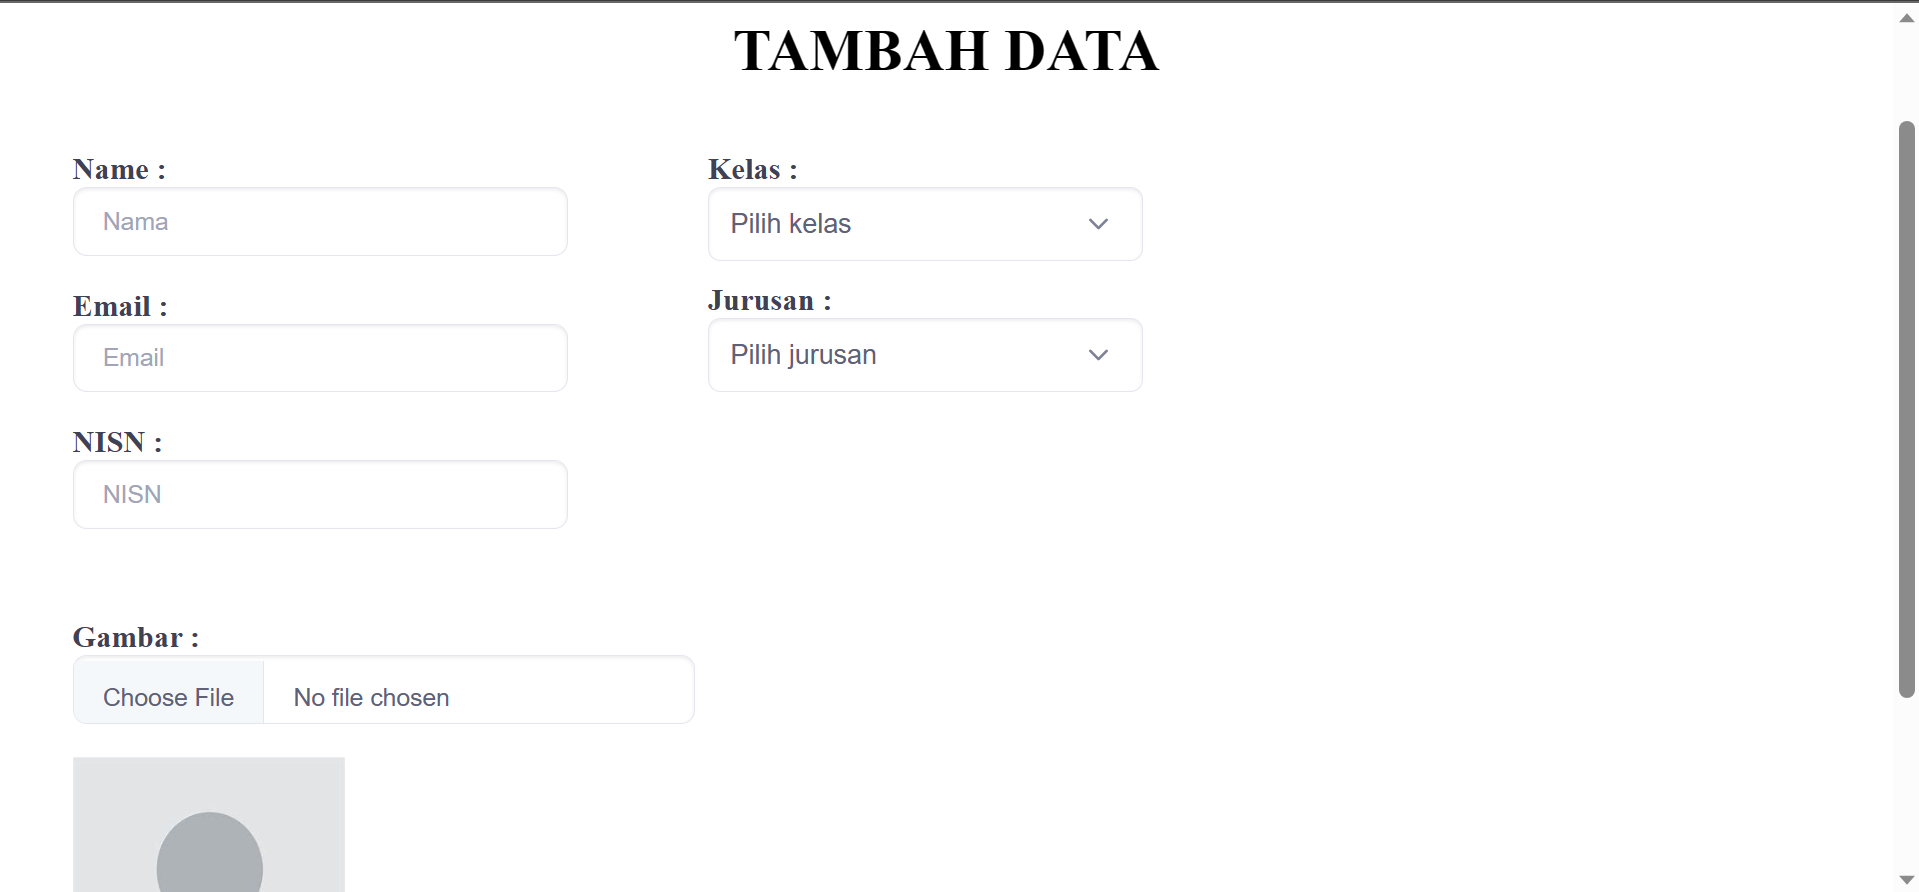 TAMBAH DATA
Name :
Nama
Email :
Email
NISN :
NISN
Kelas :
Pilih kelas
Jurusan :
Pilih jurusan
Gambar :
Choose File No file chosen